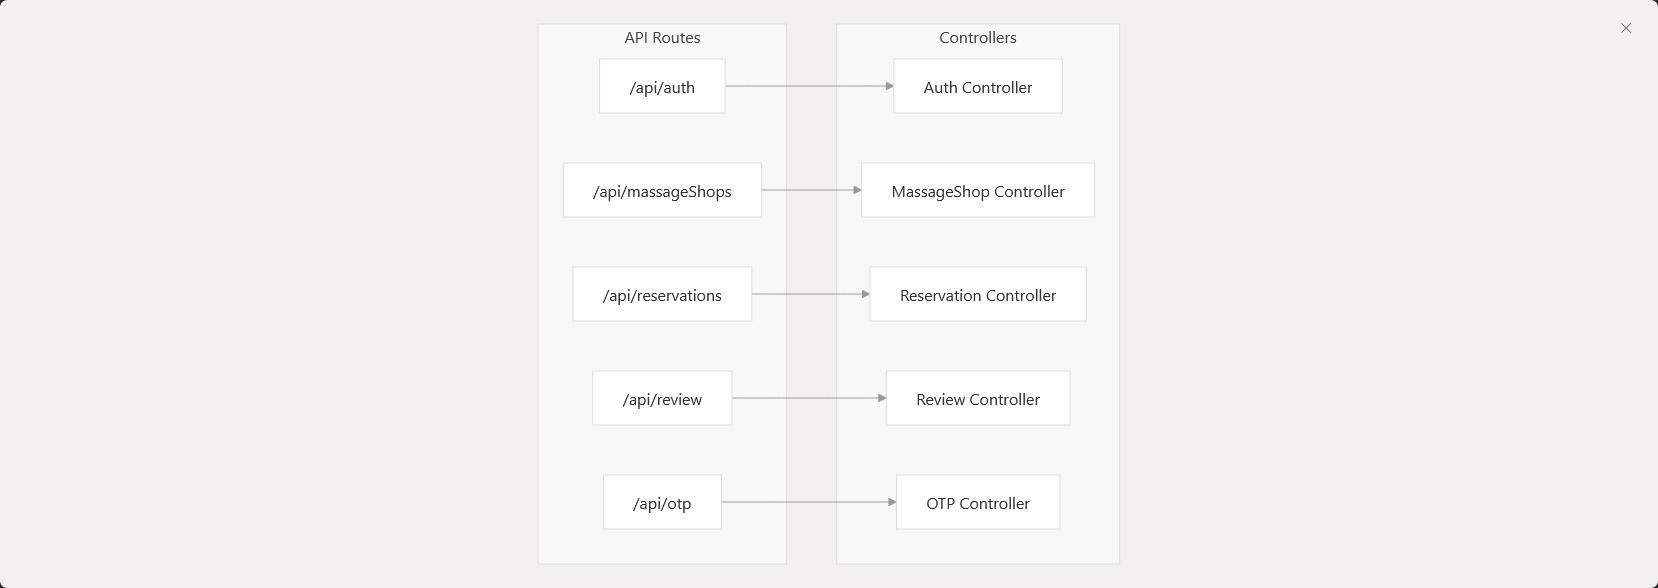 API Routes
Controllers
/api/auth
Auth Controller
/api/massageShops
MassageShop Controller
/api/reservations
Reservation Controller
/api/review
Review Controller
/api/otp
OTP Controller